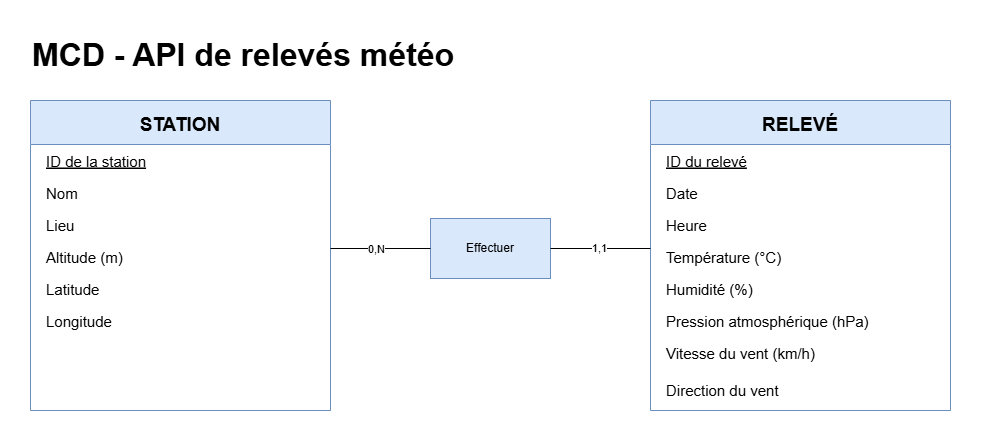 MCD - API de relevés météo
STATION
ID de la station
Nom
Lieu
Altitude (m)
Latitude
Longitude
0,N
Effectuer
1,1
RELEVÉ
ID du relevé
Date
Heure
Température (°C)
Humidité (%)
Pression atmosphérique (hPa)
Vitesse du vent (km/h)
Direction du vent